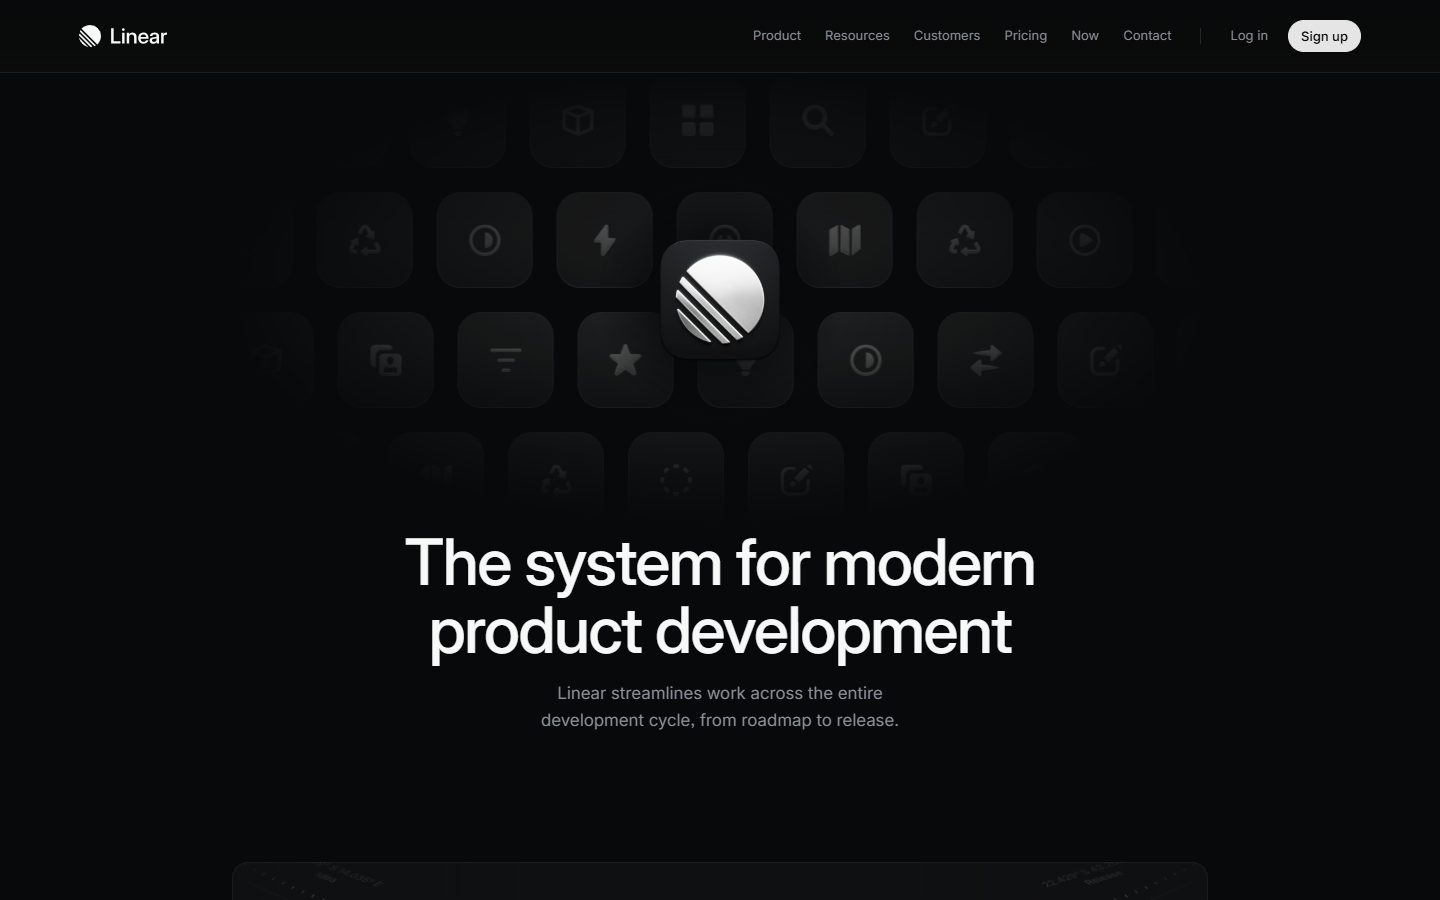 Linear
Product
Resources
Customers
Pricing
Now
Contact
Log in
Sign up
The system for modern
product development
Linear streamlines work across the entire
development cycle, from roadmap to release.
Release